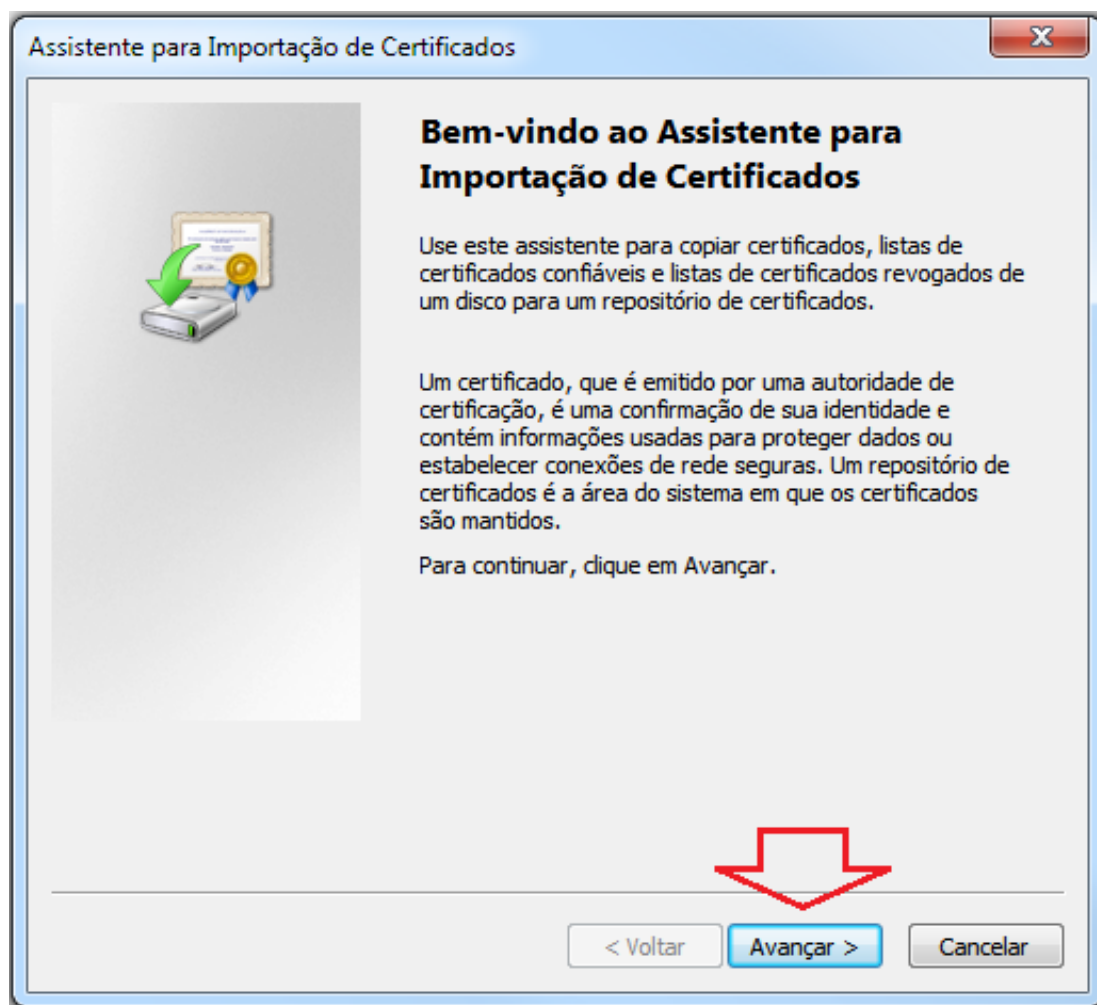 Assistente para Importação de Certificados
Bem-vindo ao Assistente para
Importação de Certificados
Use este assistente para copiar certificados, listas de
certificados confiáveis e listas de certificados revogados de
um disco para um repositório de certificados.
Um certificado, que é emitido por uma autoridade de
certificação, é uma confirmação de sua identidade e
contém informações usadas para proteger dados ou
estabelecer conexões de rede seguras. Um repositório de
certificados é a área do sistema em que os certificados
são mantidos.
Para continuar, clique em Avançar.
< Voltar
Avançar >
Cancelar